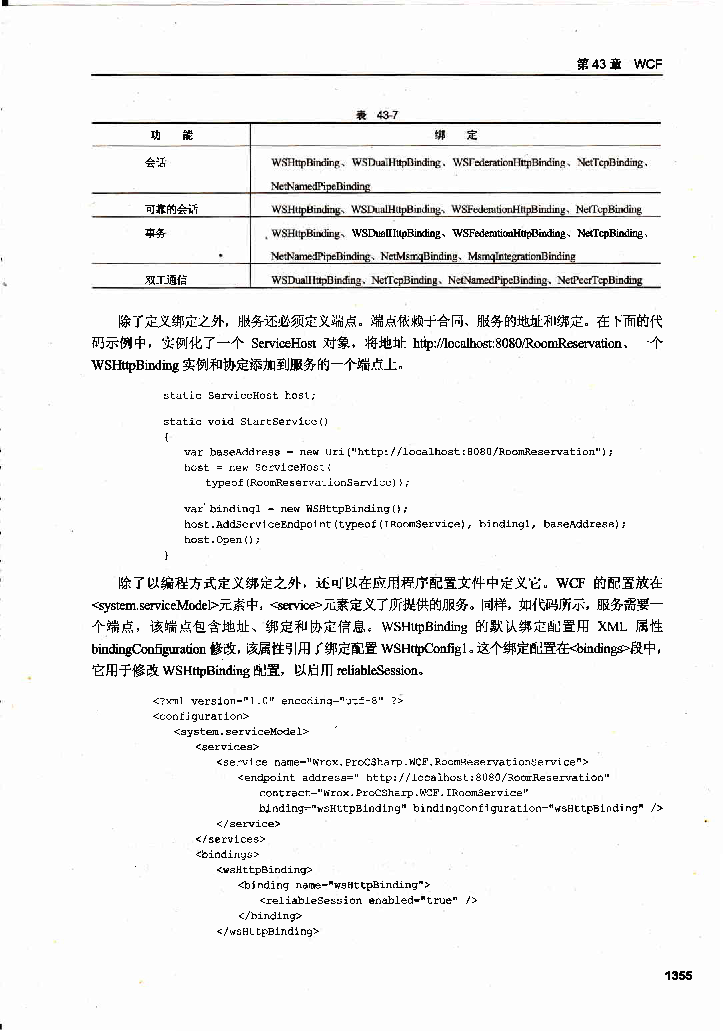 第 43 章 WCF
表 43-7
功 能 绑 定
会话 WSHttpBinding、WSDualHttpBinding、WSFederationHttpBinding、NetTcpBinding、
NetNamedPipeBinding
可靠的会话 WSHttpBinding、WSDualHttpBinding、WSFederationHttpBinding、NetTcpBinding
事务 WSHttpBinding、WSDualHttpBinding、WSFederationHttpBinding、NetTcpBinding、
NetNamedPipeBinding、NetMsmqBinding、MsmqIntegrationBinding
双工通信 WSDualHttpBinding、NetTcpBinding、NetNamedPipeBinding、NetPeerTcpBinding
除了定义绑定之外，服务还必须定义端点。端点依赖于合同、服务的地址和绑定。在下面的代
码示例中，实例化了一个 ServiceHost 对象，将地址 http://localhost:8080/RoomReservation、一个
WSHttpBinding 实例和协定添加到服务的一个端点上。
static ServiceHost host;
static void StartService()
{
var baseAddress = new Uri("http://localhost:8080/RoomReservation");
host = new ServiceHost(
typeof(RoomReservationService));
var binding1 = new WSHttpBinding();
host.AddServiceEndpoint(typeof(IRoomService), binding1, baseAddress);
host.Open();
}
除了以编程方式定义绑定之外，还可以在应用程序配置文件中定义它。WCF 的配置放在
<system.serviceModel>元素中，<service>元素定义了所提供的服务。同样，如代码所示，服务需要一
个端点，该端点包含地址、绑定和协定信息。WSHttpBinding 的默认绑定配置用 XML 属性
bindingConfiguration 修改，该属性引用了绑定配置 WSHttpConfig1。这个绑定配置在<bindings>段中，
它用于修改 WSHttpBinding 配置，以启用 reliableSession。
<?xml version="1.0" encoding="utf-8" ?>
<configuration>
<system.serviceModel>
<services>
<service name="Wrox.ProCSharp.WCF.RoomReservationService">
<endpoint address=" http://localhost:8080/RoomReservation"
contract="Wrox.ProCSharp.WCF.IRoomService"
binding="wsHttpBinding" bindingConfiguration="wsHttpBinding" />
</service>
</services>
<bindings>
<wsHttpBinding>
<binding name="wsHttpBinding">
<reliableSession enabled="true" />
</binding>
</wsHttpBinding>
1355